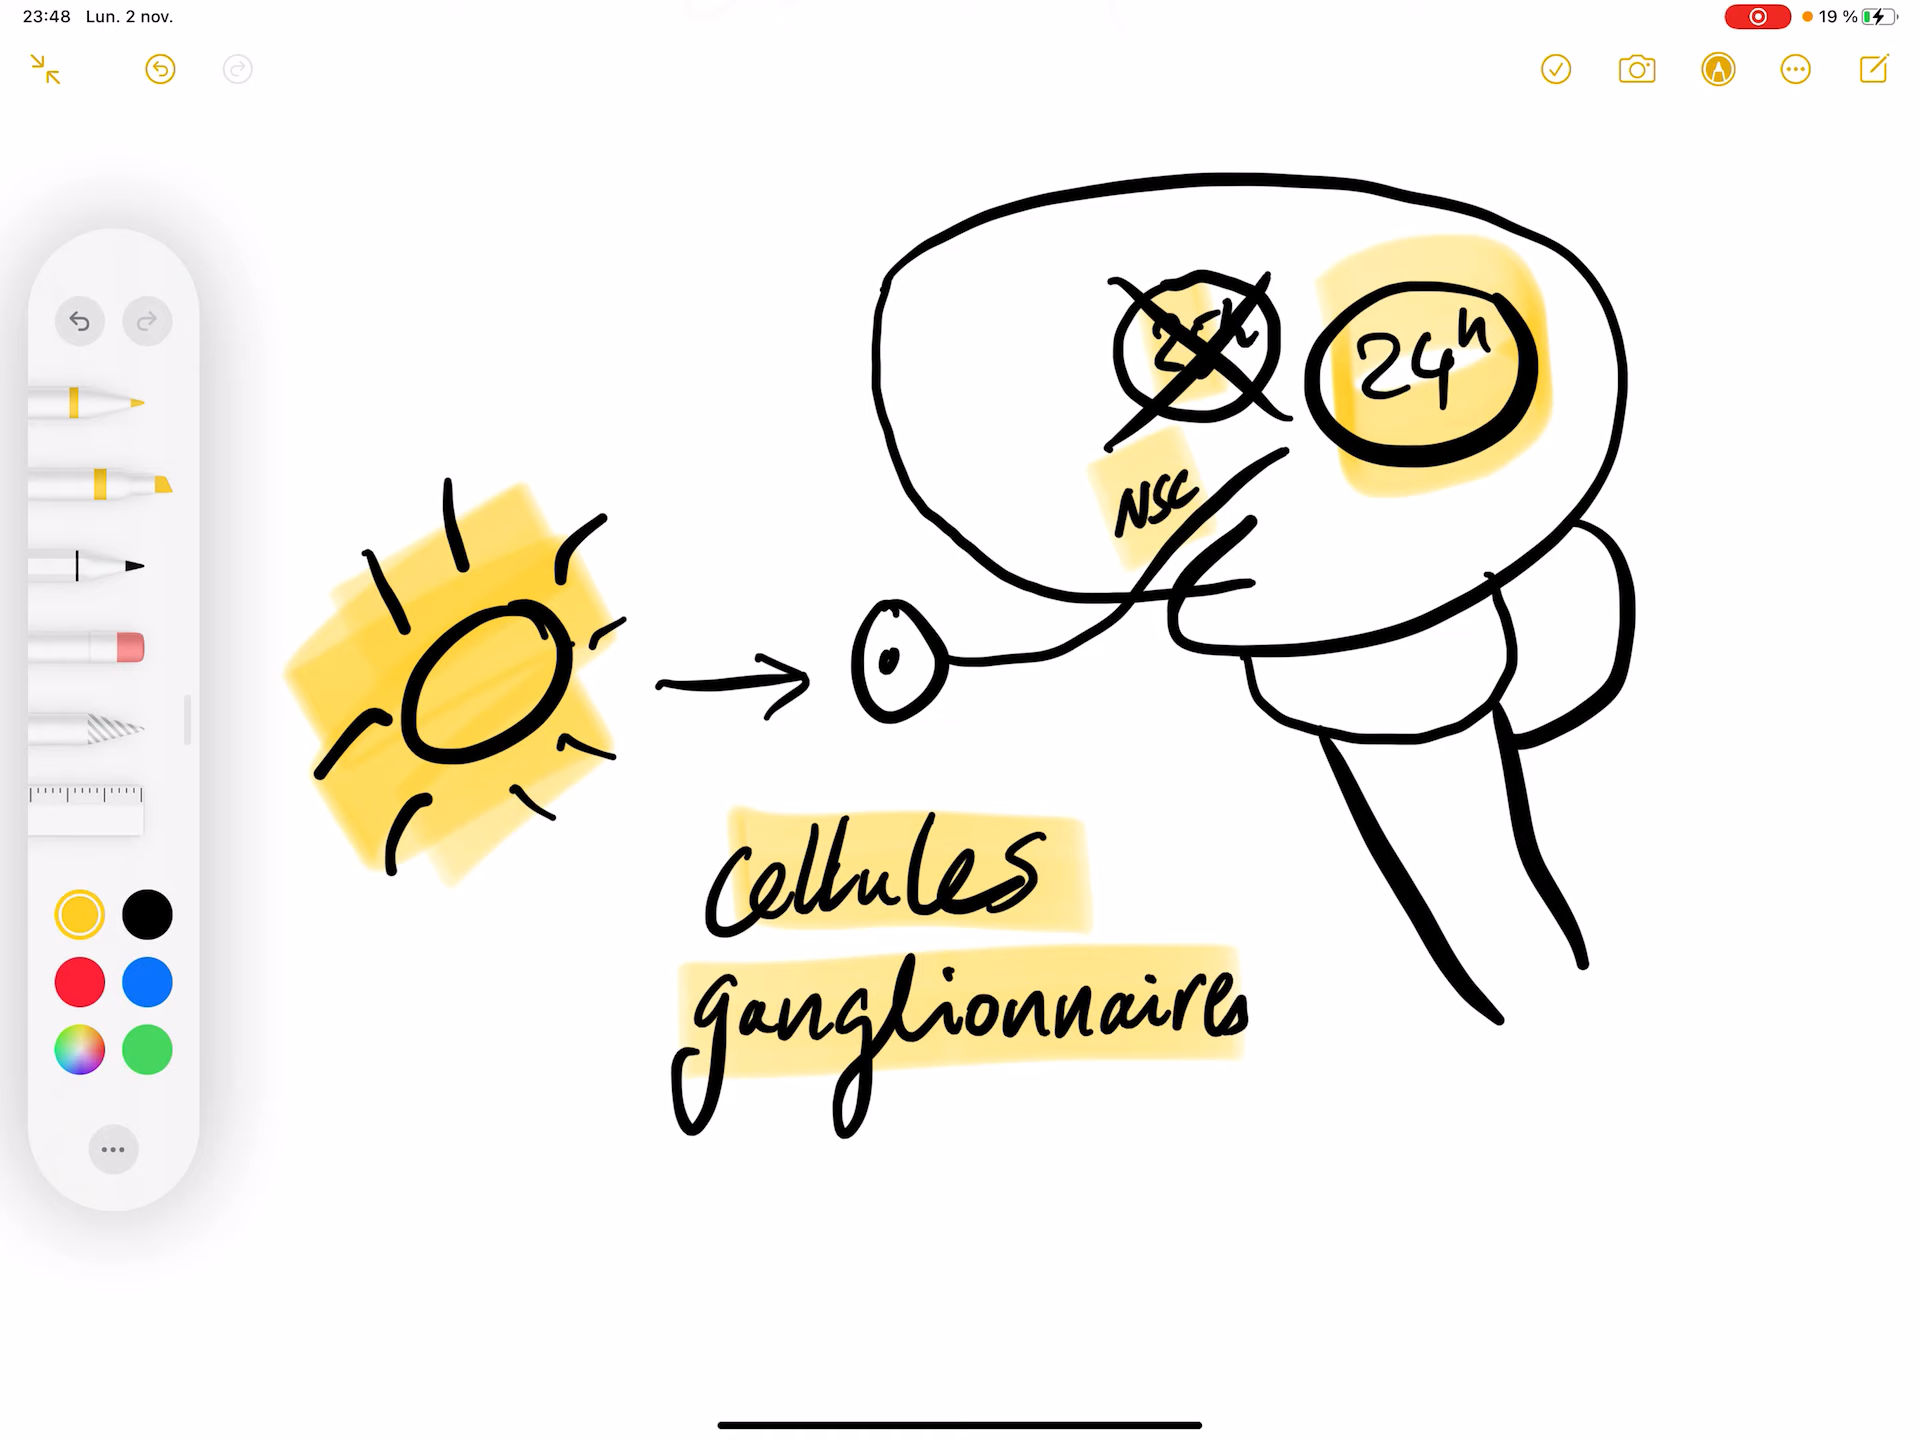 23:48 Lun. 2 nov.
19 %
24h
NSC
cellules
ganglionnaires